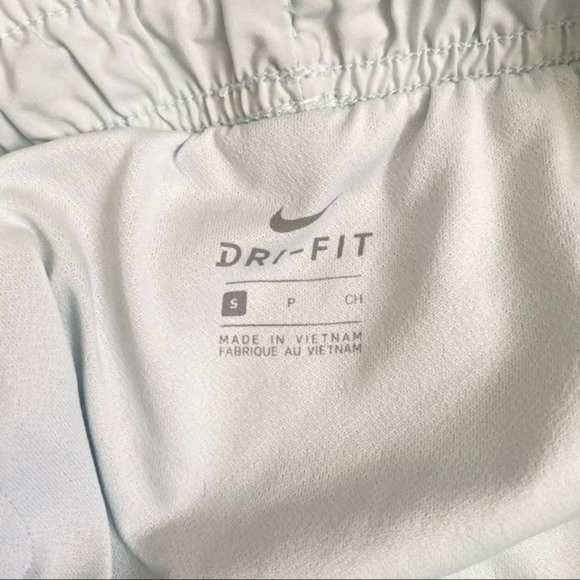 DRI-FIT
S P CH
MADE IN VIETNAM
FABRIQUE AU VIETNAM